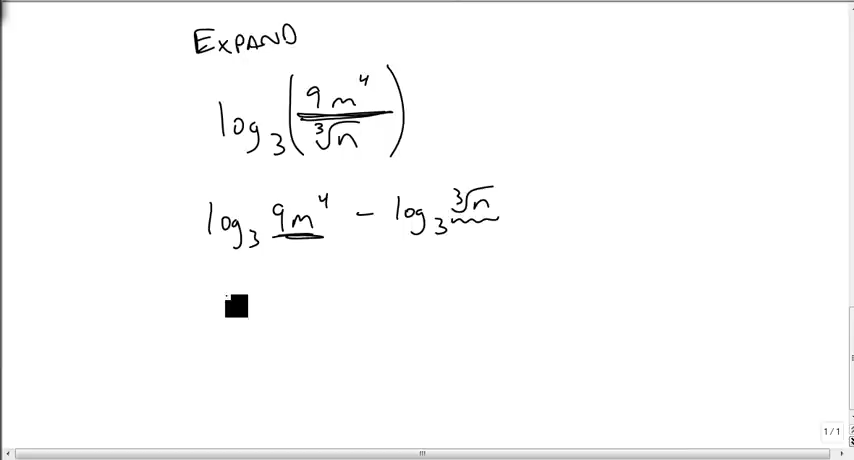 EXPAND
log₃(9m⁴/∛n)
log₃ 9m⁴ – log₃ ∛n
1/1